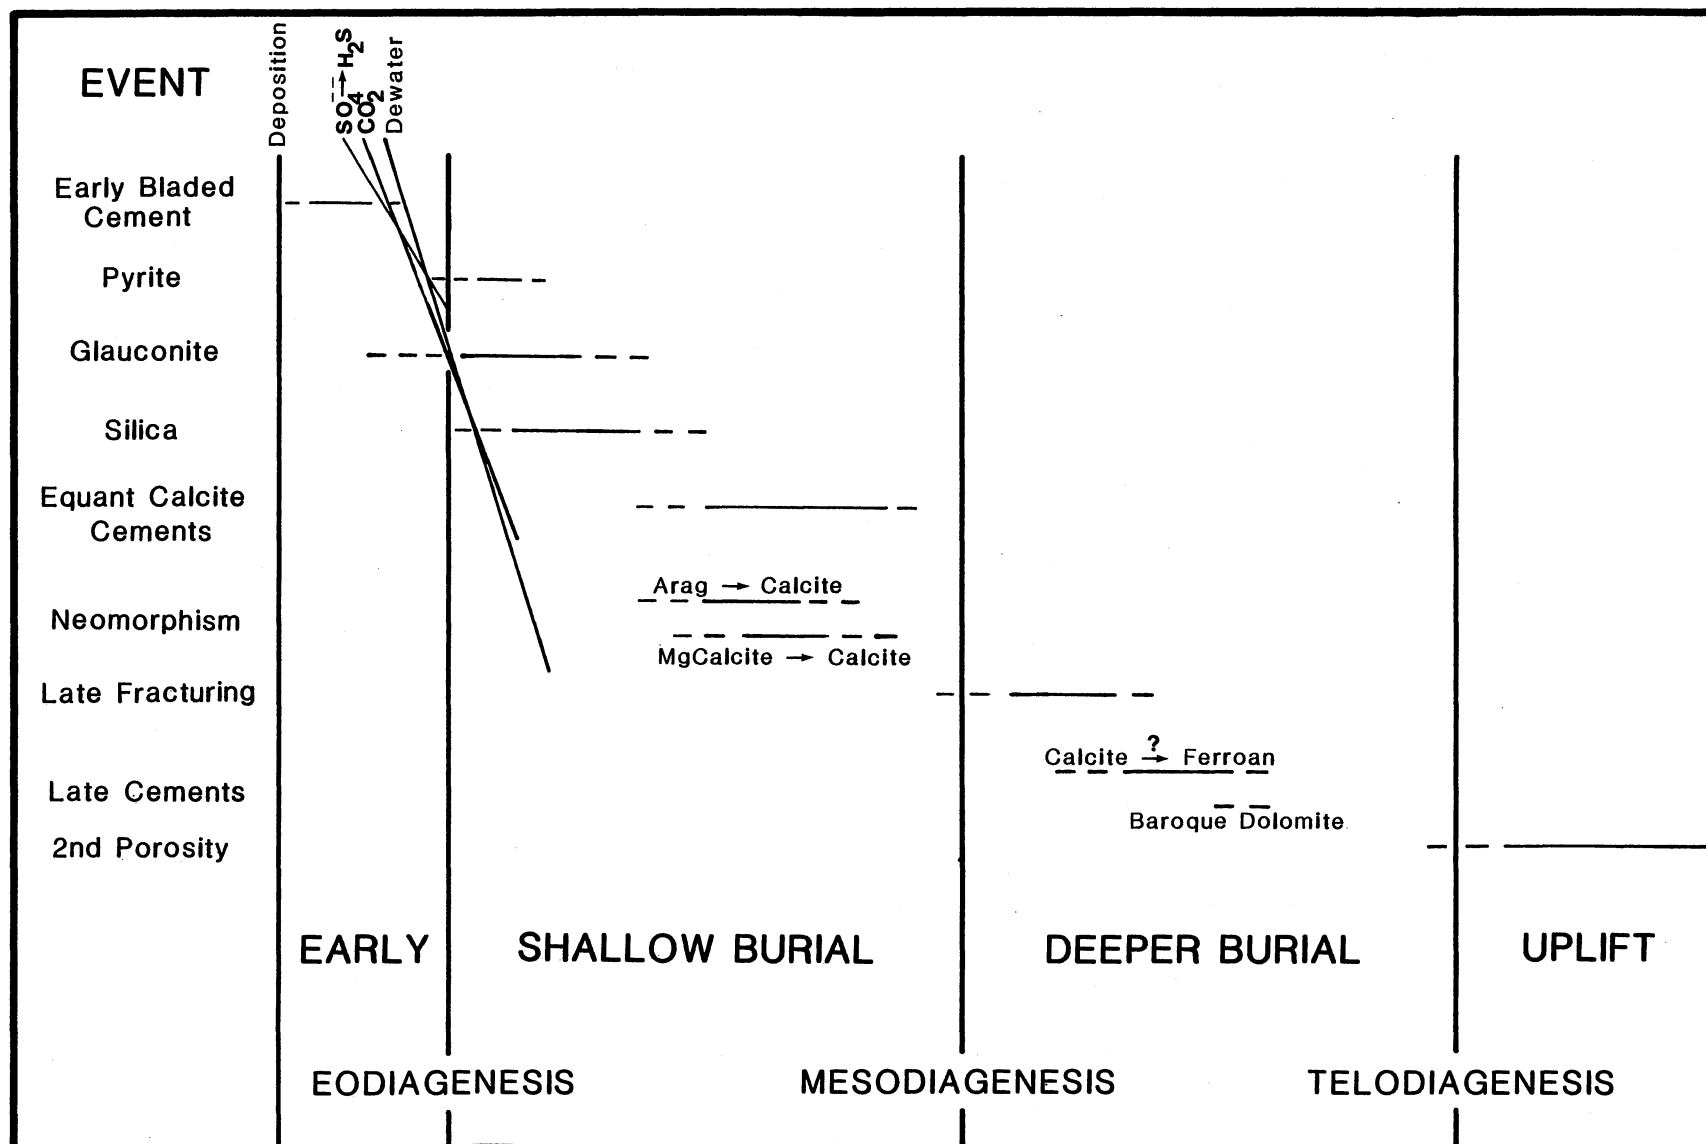 EVENT
Deposition
SO4-- → H2S
CO2
Dewater
Early Bladed
Cement
Pyrite
Glauconite
Silica
Equant Calcite
Cements
Arag → Calcite
Neomorphism
MgCalcite → Calcite
Late Fracturing
?
Calcite → Ferroan
Late Cements
Baroque Dolomite
2nd Porosity
EARLY
SHALLOW BURIAL
DEEPER BURIAL
UPLIFT
EODIAGENESIS
MESODIAGENESIS
TELODIAGENESIS